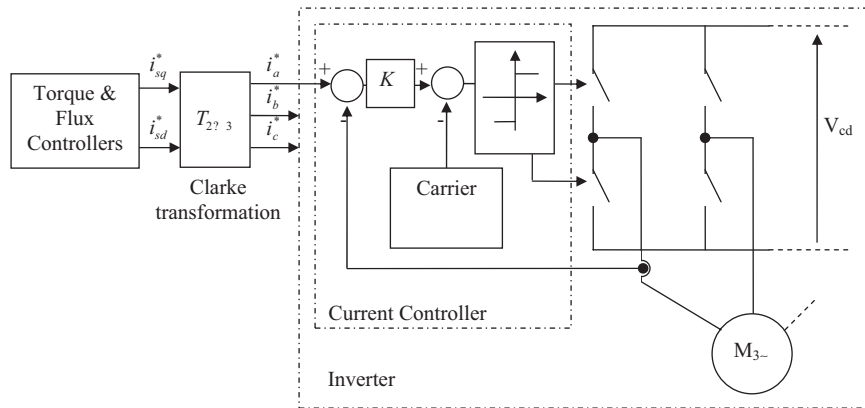 Torque &
Flux
Controllers
i*sq
i*sd
T2? 3
Clarke
transformation
i*a
i*b
i*c
+
-
K
+
-
Carrier
Current Controller
Inverter
Vcd
M3~